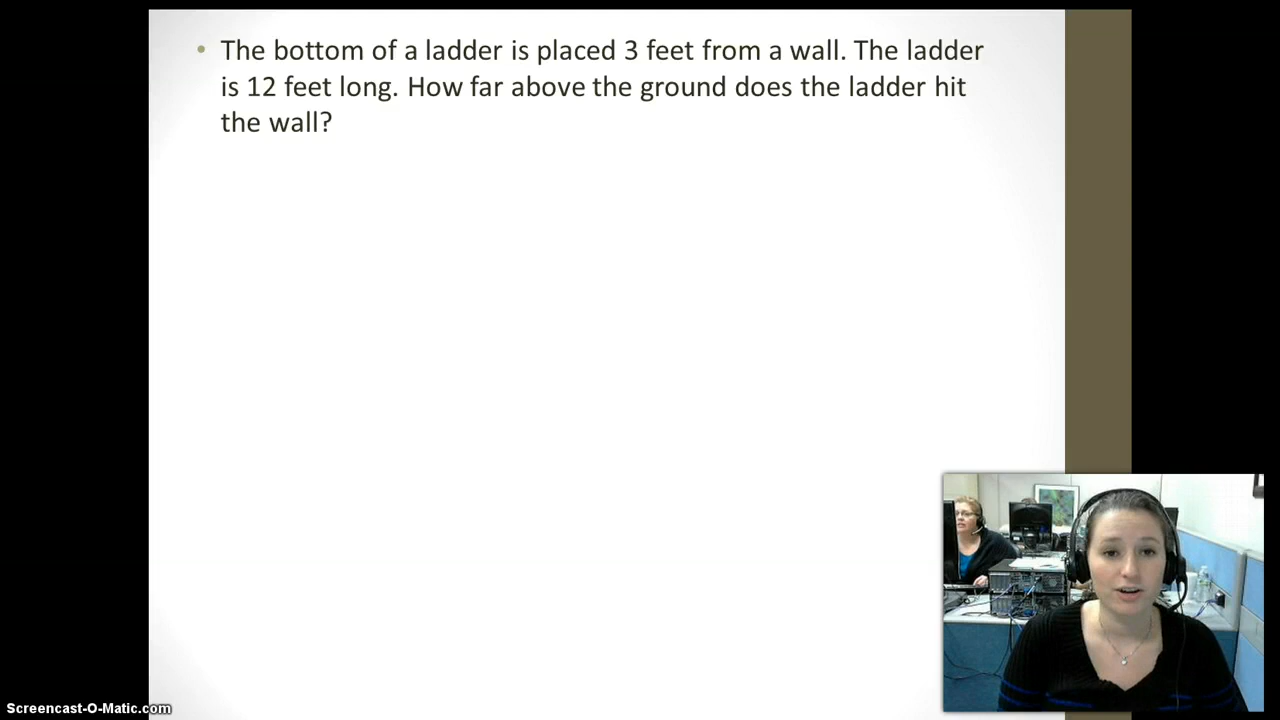 • The bottom of a ladder is placed 3 feet from a wall. The ladder
is 12 feet long. How far above the ground does the ladder hit
the wall?
Screencast-O-Matic.com